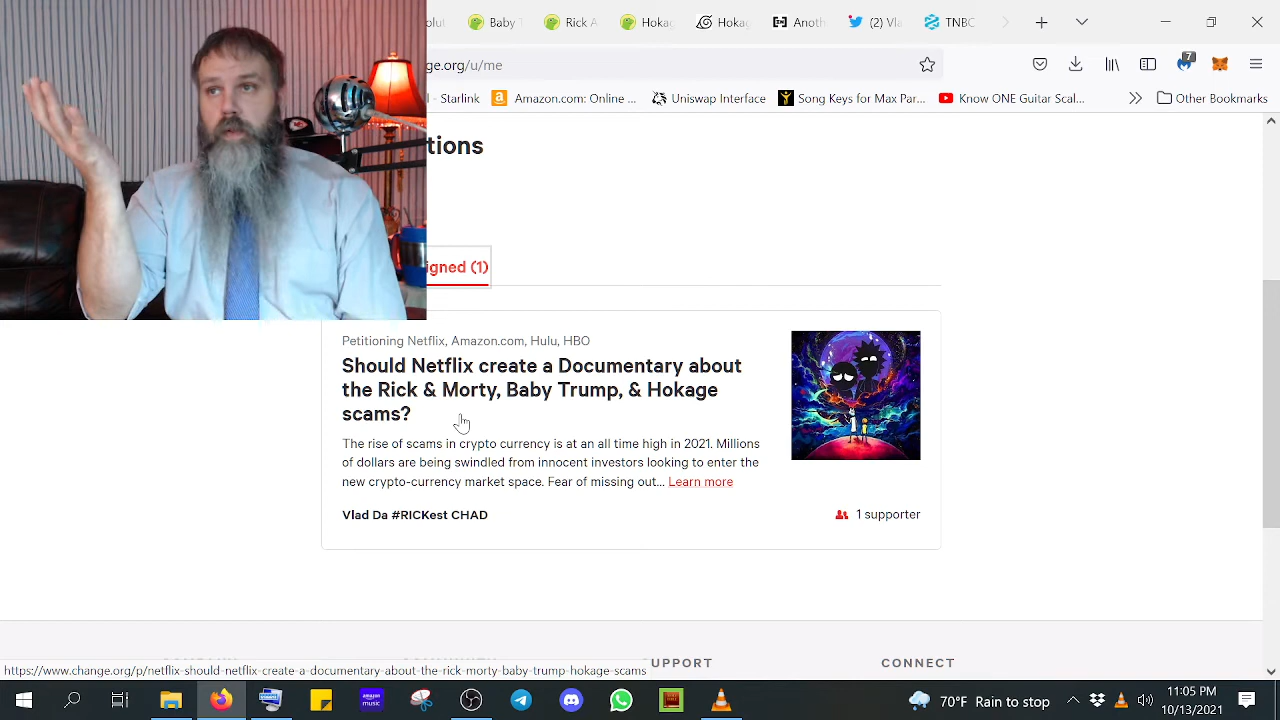 olut
Baby T
Rick A
Hokag
Hokag
Anoth
(2) Vla
TNBC
ge.org/u/me
7
l - Starlink
Amazon.com: Online ...
Uniswap Interface
Song Keys for Max Par...
Know ONE Guitar Scal...
Other Bookmarks
tions
igned (1)
Petitioning Netflix, Amazon.com, Hulu, HBO
Should Netflix create a Documentary about
the Rick & Morty, Baby Trump, & Hokage
scams?
The rise of scams in crypto currency is at an all time high in 2021. Millions
of dollars are being swindled from innocent investors looking to enter the
new crypto-currency market space. Fear of missing out... Learn more
Vlad Da #RICKest CHAD
1 supporter
UPPORT
CONNECT
https://www.change.org/p/netflix-should-netflix-create-a-documentary-about-the-rick-morty-baby-trump-hokage-scams
amazon music
70°F Rain to stop
11:05 PM
10/13/2021